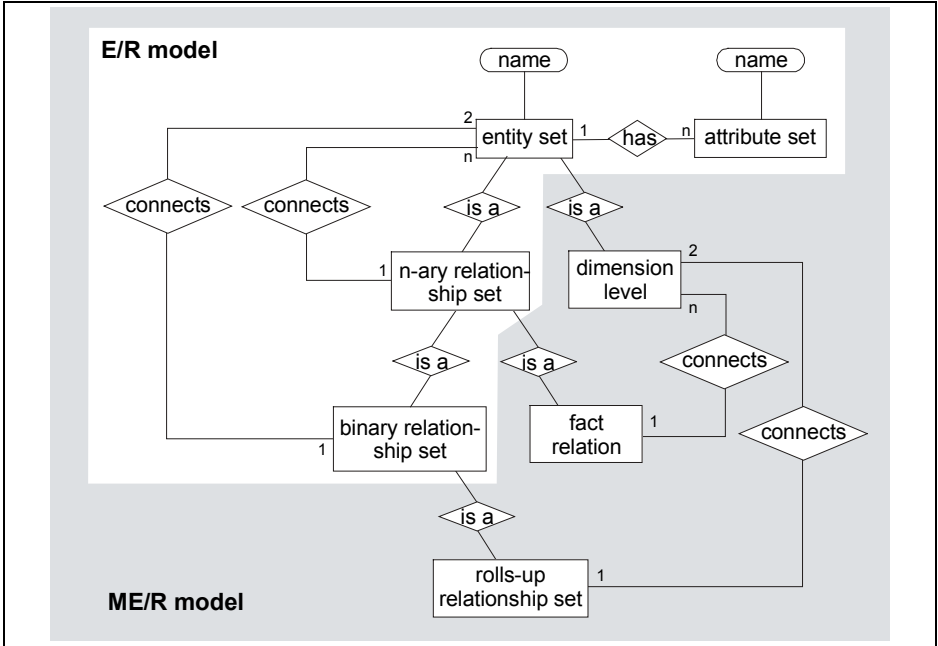 E/R model
name
name
2
entity set
1
has
n
attribute set
n
connects
connects
is a
is a
1
n-ary relation-
ship set
dimension
level
2
n
is a
is a
connects
binary relation-
ship set
1
fact
relation
1
connects
is a
rolls-up
relationship set
1
ME/R model